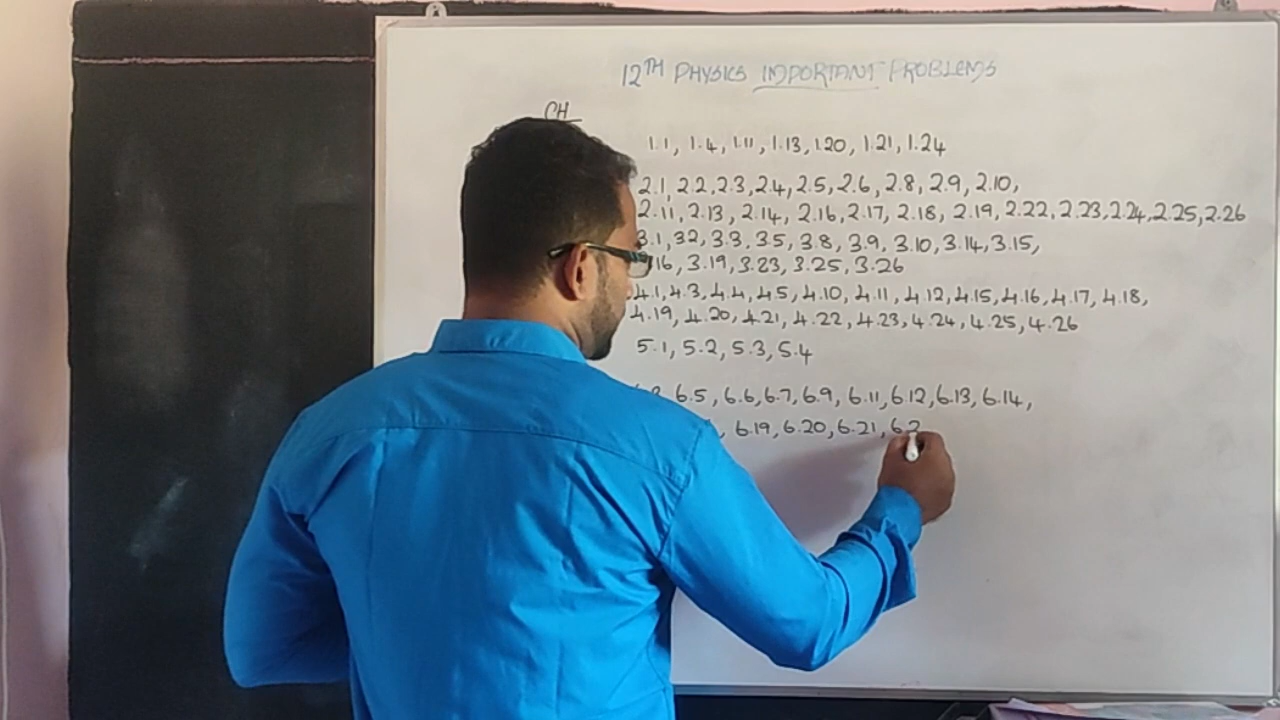 12TH PHYSICS IMPORTANT PROBLEMS
CH
1.1, 1.4, 1.11, 1.13, 1.20, 1.21, 1.24
2.1, 2.2, 2.3, 2.4, 2.5, 2.6, 2.8, 2.9, 2.10,
2.11, 2.13, 2.14, 2.16, 2.17, 2.18, 2.19, 2.22, 2.23, 2.24, 2.25, 2.26
3.1, 32, 3.3, 3.5, 3.8, 3.9, 3.10, 3.14, 3.15,
16, 3.19, 3.23, 3.25, 3.26
4.1, 4.3, 4.4, 4.5, 4.10, 4.11, 4.12, 4.15, 4.16, 4.17, 4.18,
4.19, 4.20, 4.21, 4.22, 4.23, 4.24, 4.25, 4.26
5.1, 5.2, 5.3, 5.4
6.5, 6.6, 6.7, 6.9, 6.11, 6.12, 6.13, 6.14,
, 6.19, 6.20, 6.21, 6.2